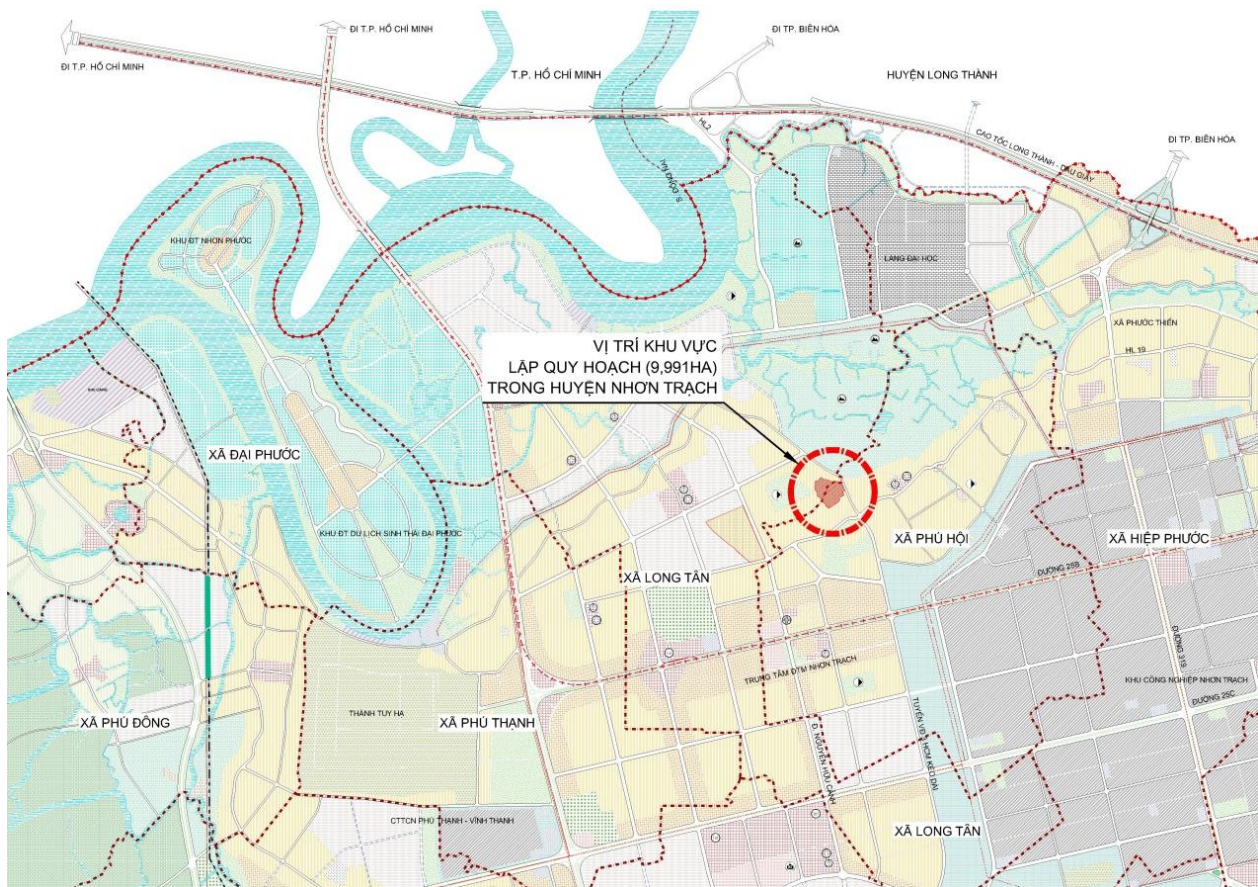 ĐI T.P. HỒ CHÍ MINH
ĐI TP. BIÊN HÒA
ĐI T.P. HỒ CHÍ MINH
T.P. HỒ CHÍ MINH
HUYỆN LONG THÀNH
HL2
CAO TỐC LONG THÀNH - DẦU GIÂY
ĐI TP. BIÊN HÒA
S. ĐỒNG NAI
KHU ĐT NHƠN PHƯỚC
LÀNG ĐẠI HỌC
XÃ PHƯỚC THIỀN
HL 19
VỊ TRÍ KHU VỰC
LẬP QUY HOẠCH (9,991HA)
TRONG HUYỆN NHƠN TRẠCH
XÃ ĐẠI PHƯỚC
KHU ĐT DU LỊCH SINH THÁI ĐẠI PHƯỚC
XÃ PHÚ HỘI
XÃ HIỆP PHƯỚC
XÃ LONG TÂN
ĐƯỜNG 25B
ĐƯỜNG 319
TRUNG TÂM ĐTM NHƠN TRẠCH
KHU CÔNG NGHIỆP NHƠN TRẠCH
ĐƯỜNG 25C
THÀNH TUY HẠ
XÃ PHÚ ĐÔNG
XÃ PHÚ THẠNH
Đ. NGUYỄN HỮU CẢNH
TUYẾN VĐ 3 HCM KÉO DÀI
CTTCN PHÚ THẠNH - VĨNH THANH
XÃ LONG TÂN